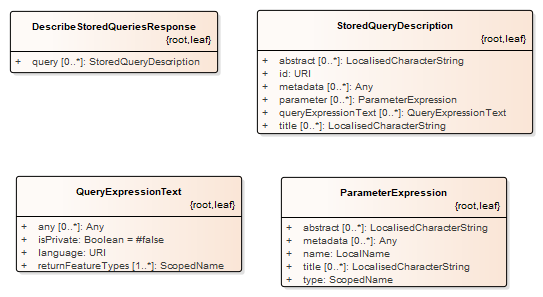 DescribeStoredQueriesResponse
{root,leaf}
+ query [0..*]: StoredQueryDescription
StoredQueryDescription
{root,leaf}
+ abstract [0..*]: LocalisedCharacterString
+ id: URI
+ metadata [0..*]: Any
+ parameter [0..*]: ParameterExpression
+ queryExpressionText [0..*]: QueryExpressionText
+ title [0..*]: LocalisedCharacterString
QueryExpressionText
{root,leaf}
+ any [0..*]: Any
+ isPrivate: Boolean = #false
+ language: URI
+ returnFeatureTypes [1..*]: ScopedName
ParameterExpression
{root,leaf}
+ abstract [0..*]: LocalisedCharacterString
+ metadata [0..*]: Any
+ name: LocalName
+ title [0..*]: LocalisedCharacterString
+ type: ScopedName